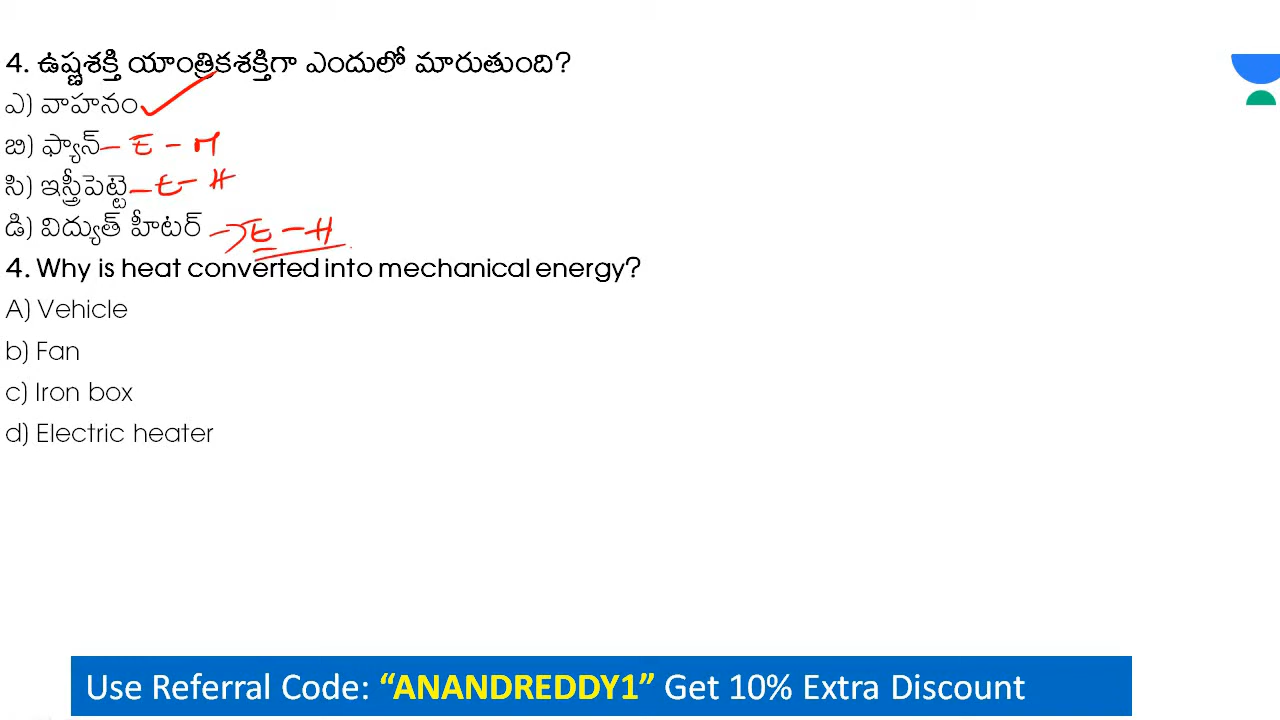 4. ఉష్ణశక్తి యాంత్రికశక్తిగా ఎందులో మారుతుంది?
ఎ) వాహనం
బి) ఫ్యాన్ – E – M
సి) ఇస్త్రీపెట్టె – E – H
డి) విద్యుత్ హీటర్ → E – H
4. Why is heat converted into mechanical energy?
A) Vehicle
b) Fan
c) Iron box
d) Electric heater
Use Referral Code: “ANANDREDDY1” Get 10% Extra Discount